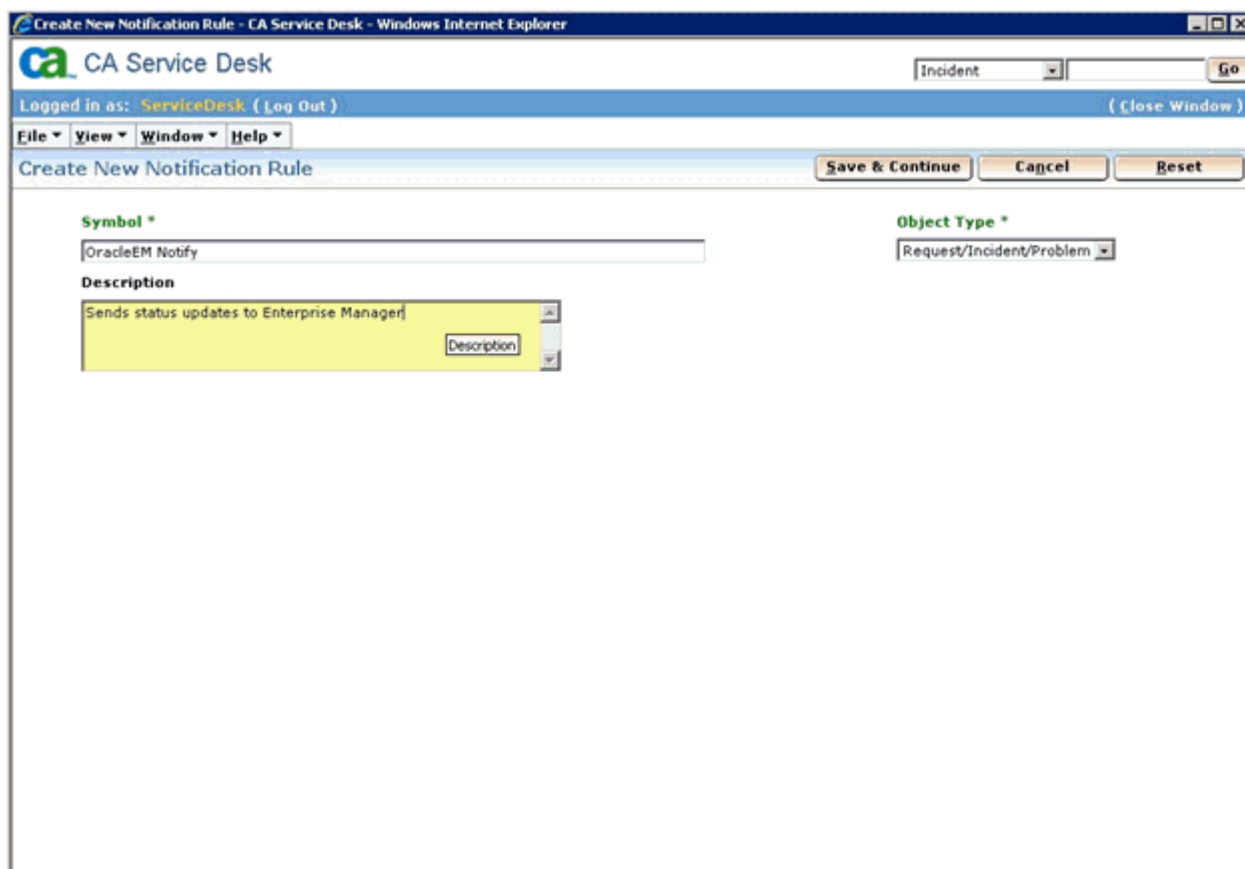 Create New Notification Rule - CA Service Desk - Windows Internet Explorer
ca CA Service Desk
Incident Go
Logged in as: ServiceDesk ( Log Out ) ( Close Window )
File View Window Help
Create New Notification Rule Save & Continue Cancel Reset
Symbol * Object Type *
OracleEM Notify Request/Incident/Problem
Description
Sends status updates to Enterprise Manager
Description